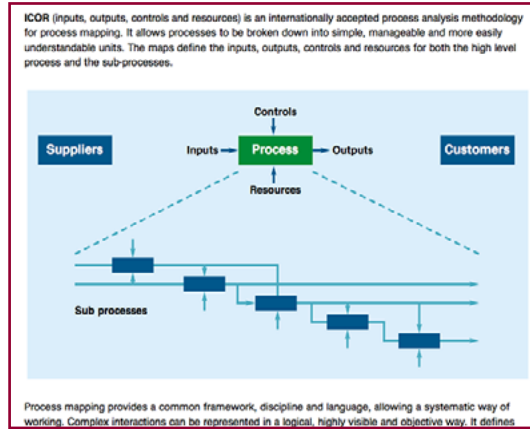 ICOR (inputs, outputs, controls and resources) is an internationally accepted process analysis methodology
for process mapping. It allows processes to be broken down into simple, manageable and more easily
understandable units. The maps define the inputs, outputs, controls and resources for both the high level
process and the sub-processes.
Controls
Suppliers
Inputs
Process
Outputs
Customers
Resources
Sub processes
Process mapping provides a common framework, discipline and language, allowing a systematic way of
working. Complex interactions can be represented in a logical, highly visible and objective way. It defines